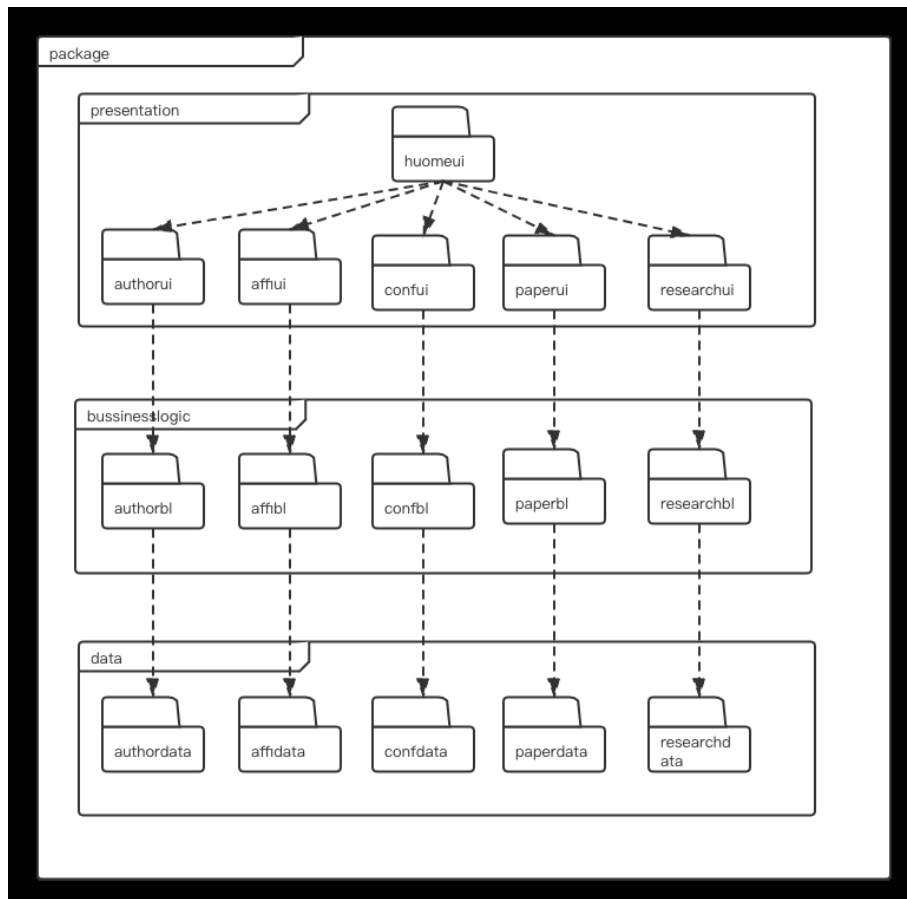 package
presentation
huomeui
authorui
affiui
confui
paperui
researchui
bussinesslogic
authorbl
affibl
confbl
paperbl
researchbl
data
authordata
affidata
confdata
paperdata
researchd
ata